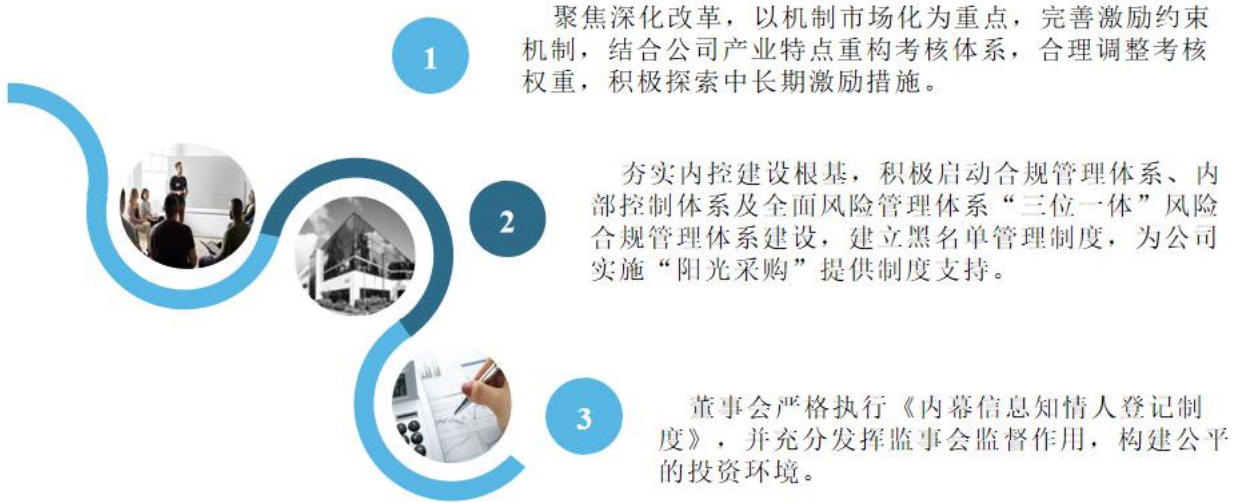 1
聚焦深化改革，以机制市场化为重点，完善激励约束
机制，结合公司产业特点重构考核体系，合理调整考核
权重，积极探索中长期激励措施。
2
夯实内控建设根基，积极启动合规管理体系、内
部控制体系及全面风险管理体系“三位一体”风险
合规管理体系建设，建立黑名单管理制度，为公司
实施“阳光采购”提供制度支持。
3
董事会严格执行《内幕信息知情人登记制
度》，并充分发挥监事会监督作用，构建公平
的投资环境。